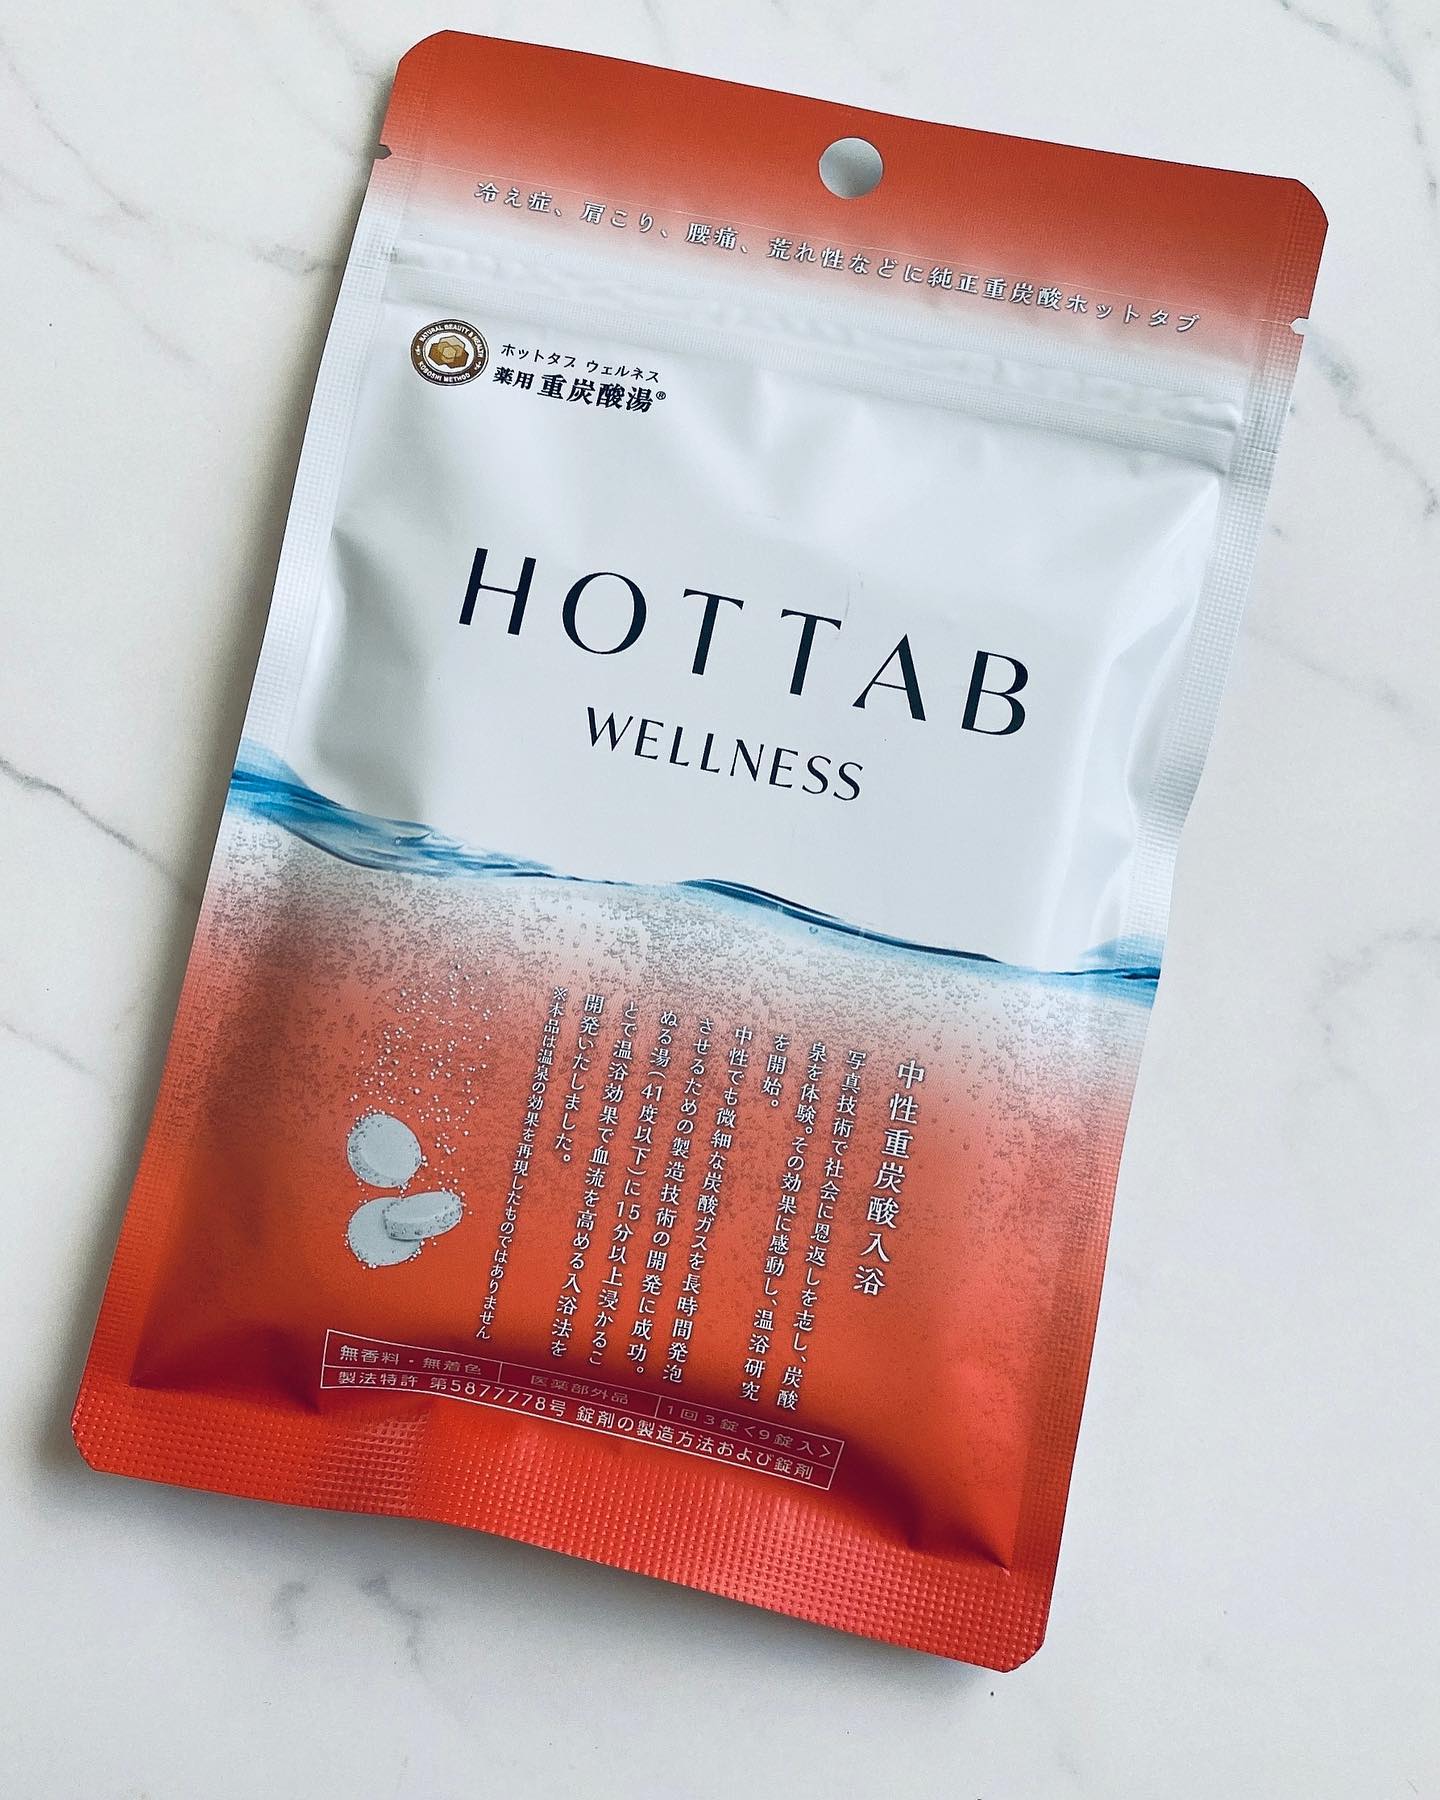 冷え症、肩こり、腰痛、荒れ性などに純正重炭酸ホットタブ
NATURAL BEAUTY & HEALTH
KOBOSHI METHOD
ホットタブ ウェルネス
薬用 重炭酸湯®
HOT TAB
WELLNESS
中性重炭酸入浴
写真技術で社会に恩返しを志し、炭酸
泉を体験。その効果に感動し、温浴研究
を開始。
中性でも微細な炭酸ガスを長時間発泡
させるための製造技術の開発に成功。
ぬる湯（41度以下）に15分以上浸かるこ
とで温浴効果で血流を高める入浴法を
開発いたしました。
※本品は温泉の効果を再現したものではありません
無香料・無着色 医薬部外品 1回3錠<9錠入>
製法特許 第5877778号 錠剤の製造方法および錠剤